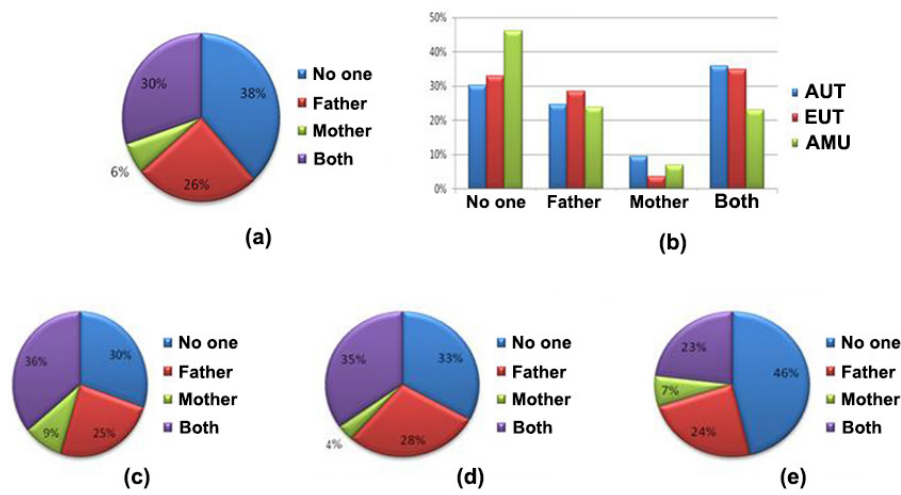 30%
38%
6%
26%
No one
Father
Mother
Both
(a)
50%
40%
30%
20%
10%
0%
No one Father Mother Both
AUT
EUT
AMU
(b)
36%
30%
9%
25%
No one
Father
Mother
Both
(c)
35%
33%
4%
28%
No one
Father
Mother
Both
(d)
23%
46%
7%
24%
No one
Father
Mother
Both
(e)